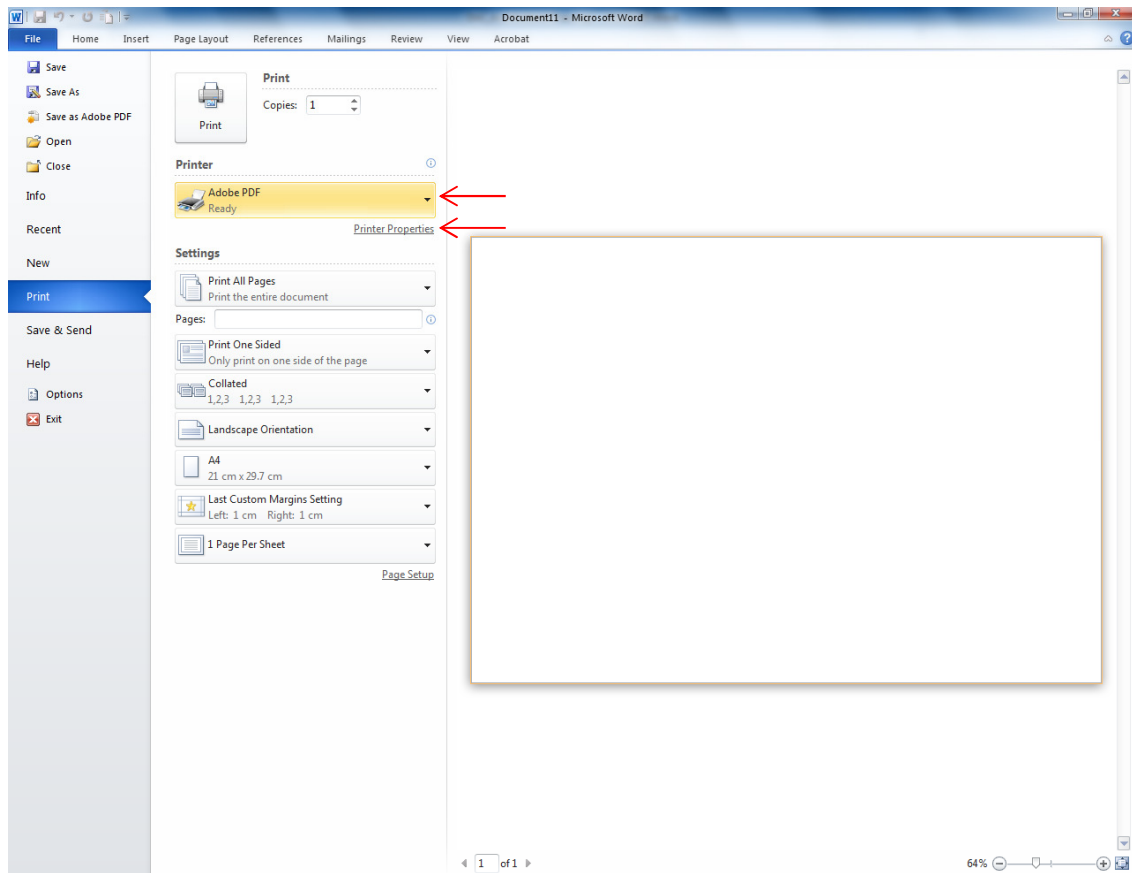 Document11 - Microsoft Word
File Home Insert Page Layout References Mailings Review View Acrobat
Save
Save As
Save as Adobe PDF
Open
Close
Info
Recent
New
Print
Save & Send
Help
Options
Exit
Print
Print
Copies: 1
Printer
Adobe PDF
Ready
Printer Properties
Settings
Print All Pages
Print the entire document
Pages:
Print One Sided
Only print on one side of the page
Collated
1,2,3 1,2,3 1,2,3
Landscape Orientation
A4
21 cm x 29.7 cm
Last Custom Margins Setting
Left: 1 cm Right: 1 cm
1 Page Per Sheet
Page Setup
1 of 1
64%